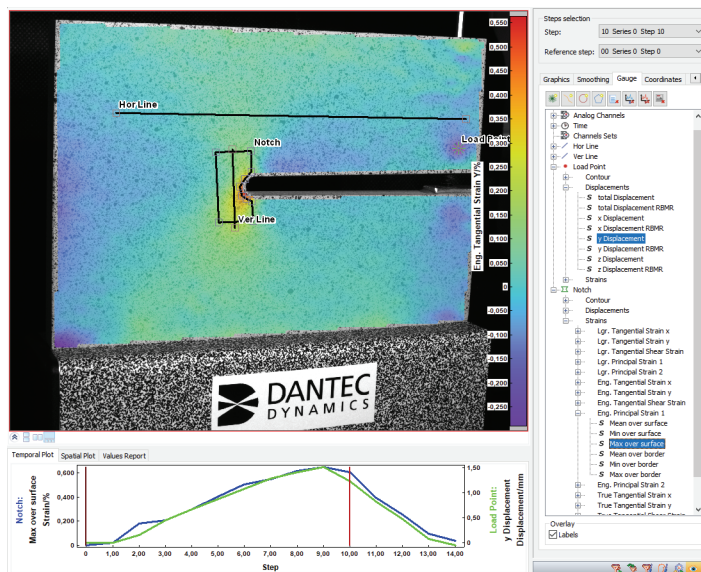 Hor Line
Notch
Load Point
Ver Line
DANTEC
DYNAMICS
0,550
0,500
0,450
0,400
0,350
0,300
0,250
0,200
0,150
0,100
0,050
0
-0,050
-0,100
-0,150
-0,200
-0,250
Eng. Tangential Strain Y/%
Temporal Plot Spatial Plot Values Report
Notch:
Max over surface
Strain/%
0,600
0,400
0,200
0
0 1,00 2,00 3,00 4,00 5,00 6,00 7,00 8,00 9,00 10,00 11,00 12,00 13,00 14,00
Step
1,50
1,00
0,50
0
Load Point:
y Displacement
Displacement/mm
Steps selection
Step: 10 Series 0 Step 10
Reference step: 00 Series 0 Step 0
Graphics Smoothing Gauge Coordinates
Analog Channels
Time
Channels Sets
Hor Line
Ver Line
Load Point
Contour
Displacements
S total Displacement
S total Displacement RBMR
S x Displacement
S x Displacement RBMR
S y Displacement
S y Displacement RBMR
S z Displacement
S z Displacement RBMR
Strains
Notch
Contour
Displacements
Strains
Lgr. Tangential Strain x
Lgr. Tangential Strain y
Lgr. Tangential Shear Strain
Lgr. Principal Strain 1
Lgr. Principal Strain 2
Eng. Tangential Strain x
Eng. Tangential Strain y
Eng. Tangential Shear Strain
Eng. Principal Strain 1
S Mean over surface
S Min over surface
S Max over surface
S Mean over border
S Min over border
S Max over border
Eng. Principal Strain 2
True Tangential Strain x
True Tangential Strain y
True Tangential Shear Strain
Overlay
Labels